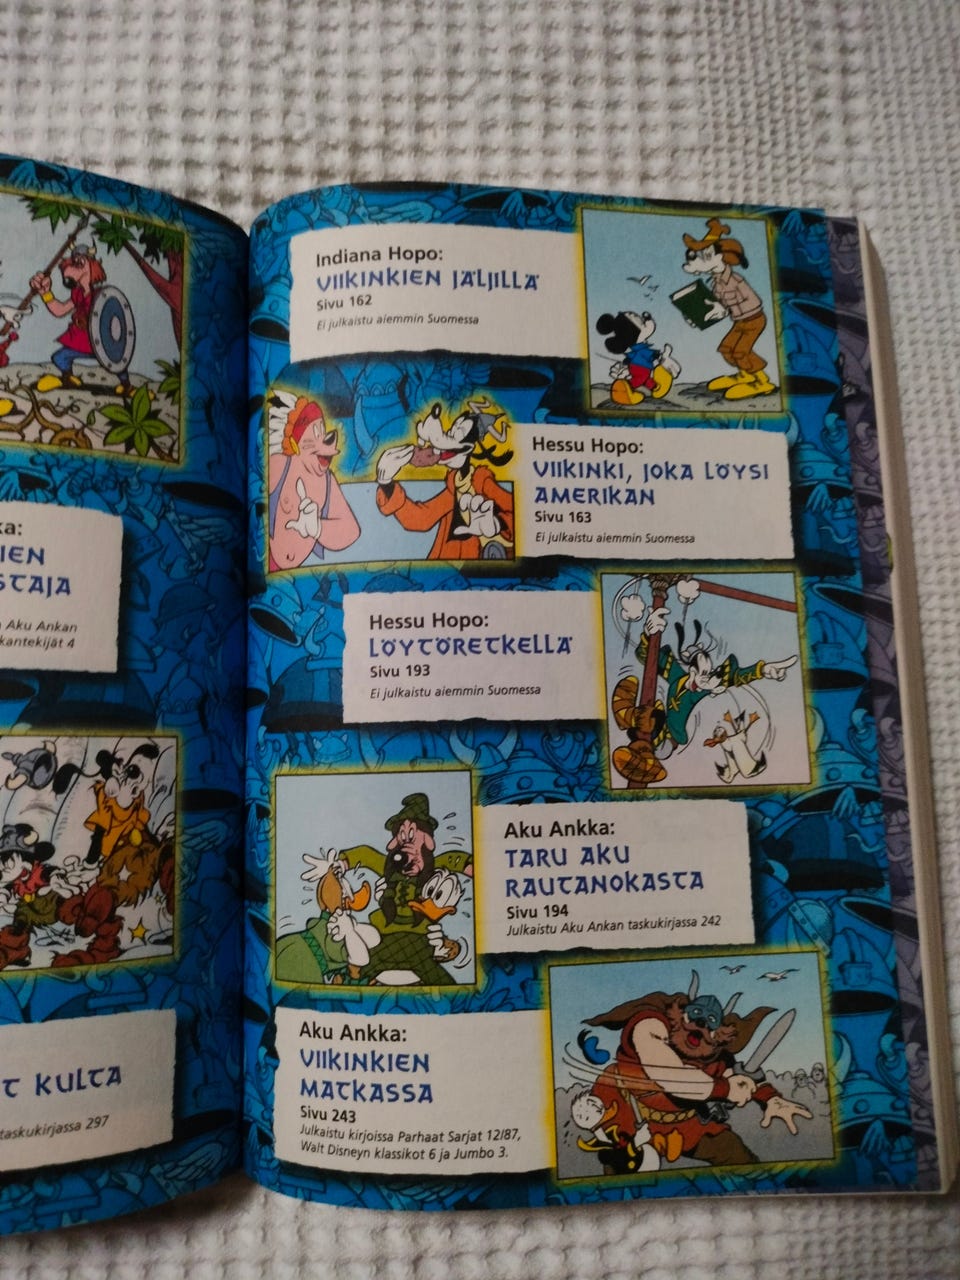 ka:
IEN
STAJA
Aku Ankan
kantekijät 4
T KULTA
taskukirjassa 297
Indiana Hopo:
VIIKINKIEN JÄLJILLÄ
Sivu 162
Ei julkaistu aiemmin Suomessa
Hessu Hopo:
VIIKINKI, JOKA LÖYSI
AMERIKAN
Sivu 163
Ei julkaistu aiemmin Suomessa
Hessu Hopo:
LÖYTÖRETKELLÄ
Sivu 193
Ei julkaistu aiemmin Suomessa
Aku Ankka:
TARU AKU
RAUTANOKASTA
Sivu 194
Julkaistu Aku Ankan taskukirjassa 242
Aku Ankka:
VIIKINKIEN
MATKASSA
Sivu 243
Julkaistu kirjoissa Parhaat Sarjat 12/87,
Walt Disneyn klassikot 6 ja Jumbo 3.